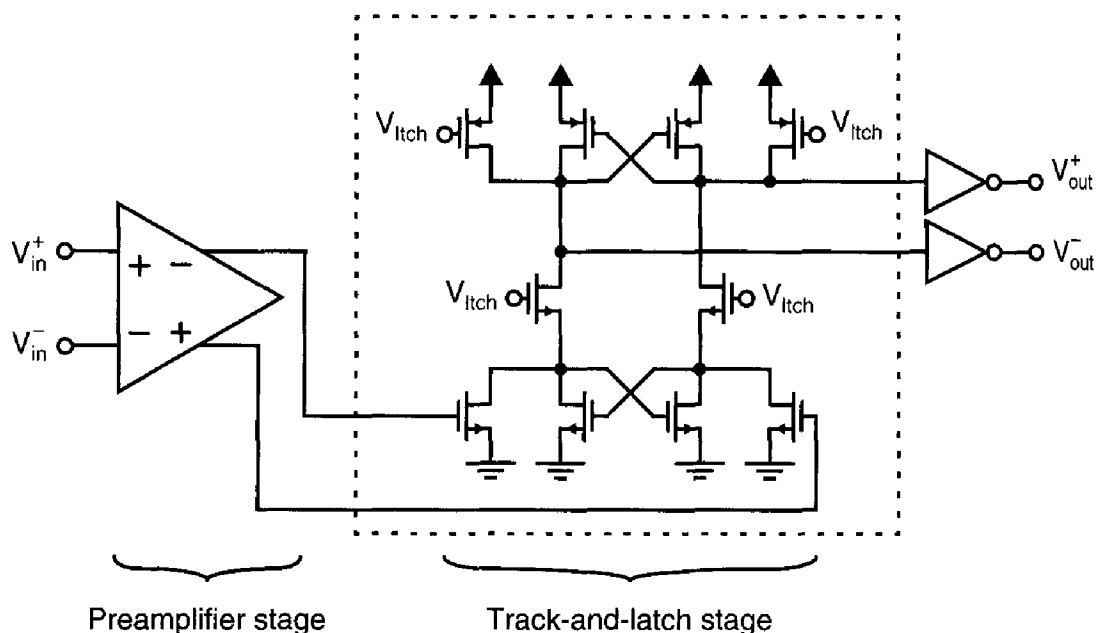 V_ltch
V_ltch
V_out^+
V_in^+
+ −
V_out^-
V_ltch
V_ltch
V_in^-
− +
Preamplifier stage
Track-and-latch stage